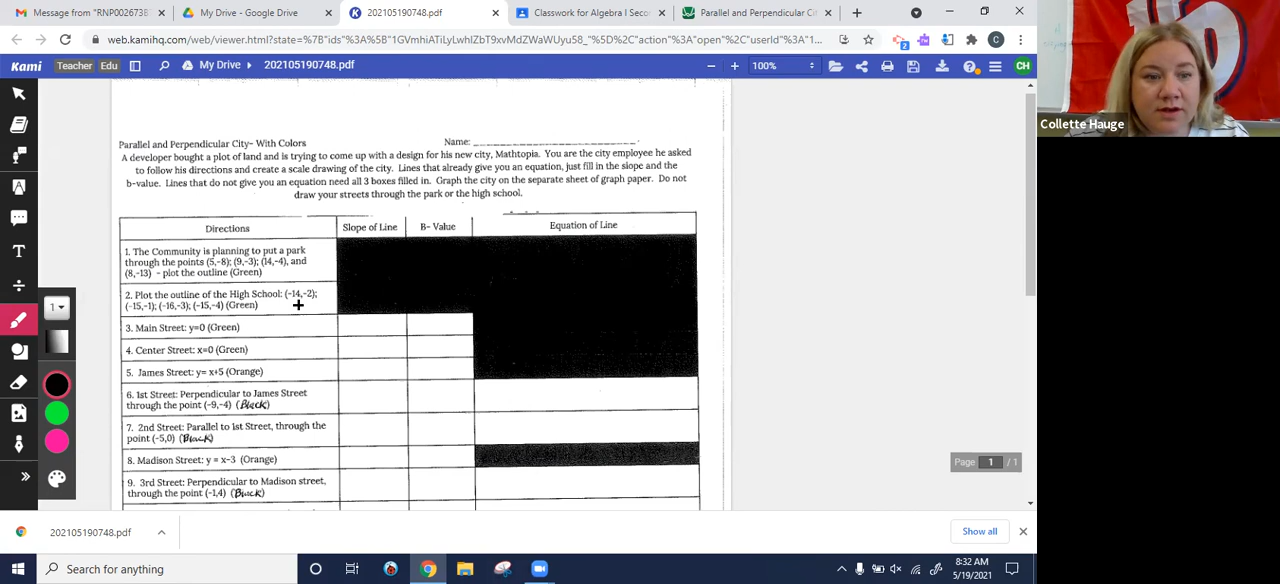 Message from "RNP0026738
My Drive - Google Drive
202105190748.pdf
Classwork for Algebra I Seco
Parallel and Perpendicular Ci
web.kamihq.com/web/viewer.html?state=%7B"ids"%3A%5B"1GVmhiATiLyLwhlZbT9xvMdZWaWUyu58_"%5D%2C"action"%3A"open"%2C"userId"%3A"1...
2
C
Kami Teacher Edu My Drive 202105190748.pdf 100% CH
Collette Hauge
Parallel and Perpendicular City- With Colors Name:
A developer bought a plot of land and is trying to come up with a design for his new city, Mathtopia. You are the city employee he asked
to follow his directions and create a scale drawing of the city. Lines that already give you an equation, just fill in the slope and the
b-value. Lines that do not give you an equation need all 3 boxes filled in. Graph the city on the separate sheet of graph paper. Do not
draw your streets through the park or the high school.
Directions Slope of Line B- Value Equation of Line
1. The Community is planning to put a park
through the points (5,-8); (9,-3); (14,-4), and
(8,-13) - plot the outline (Green)
2. Plot the outline of the High School: (-14,-2);
(-15,-1); (-16,-3); (-15,-4) (Green)
3. Main Street: y=0 (Green)
4. Center Street: x=0 (Green)
5. James Street: y= x+5 (Orange)
6. 1st Street: Perpendicular to James Street
through the point (-9,-4) (Black)
7. 2nd Street: Parallel to 1st Street, through the
point (-5,0) (Black)
8. Madison Street: y = x-3 (Orange)
9. 3rd Street: Perpendicular to Madison street,
through the point (-1,4) (Black)
1
Page 1 / 1
202105190748.pdf
Show all
Search for anything
8:32 AM
5/19/2021